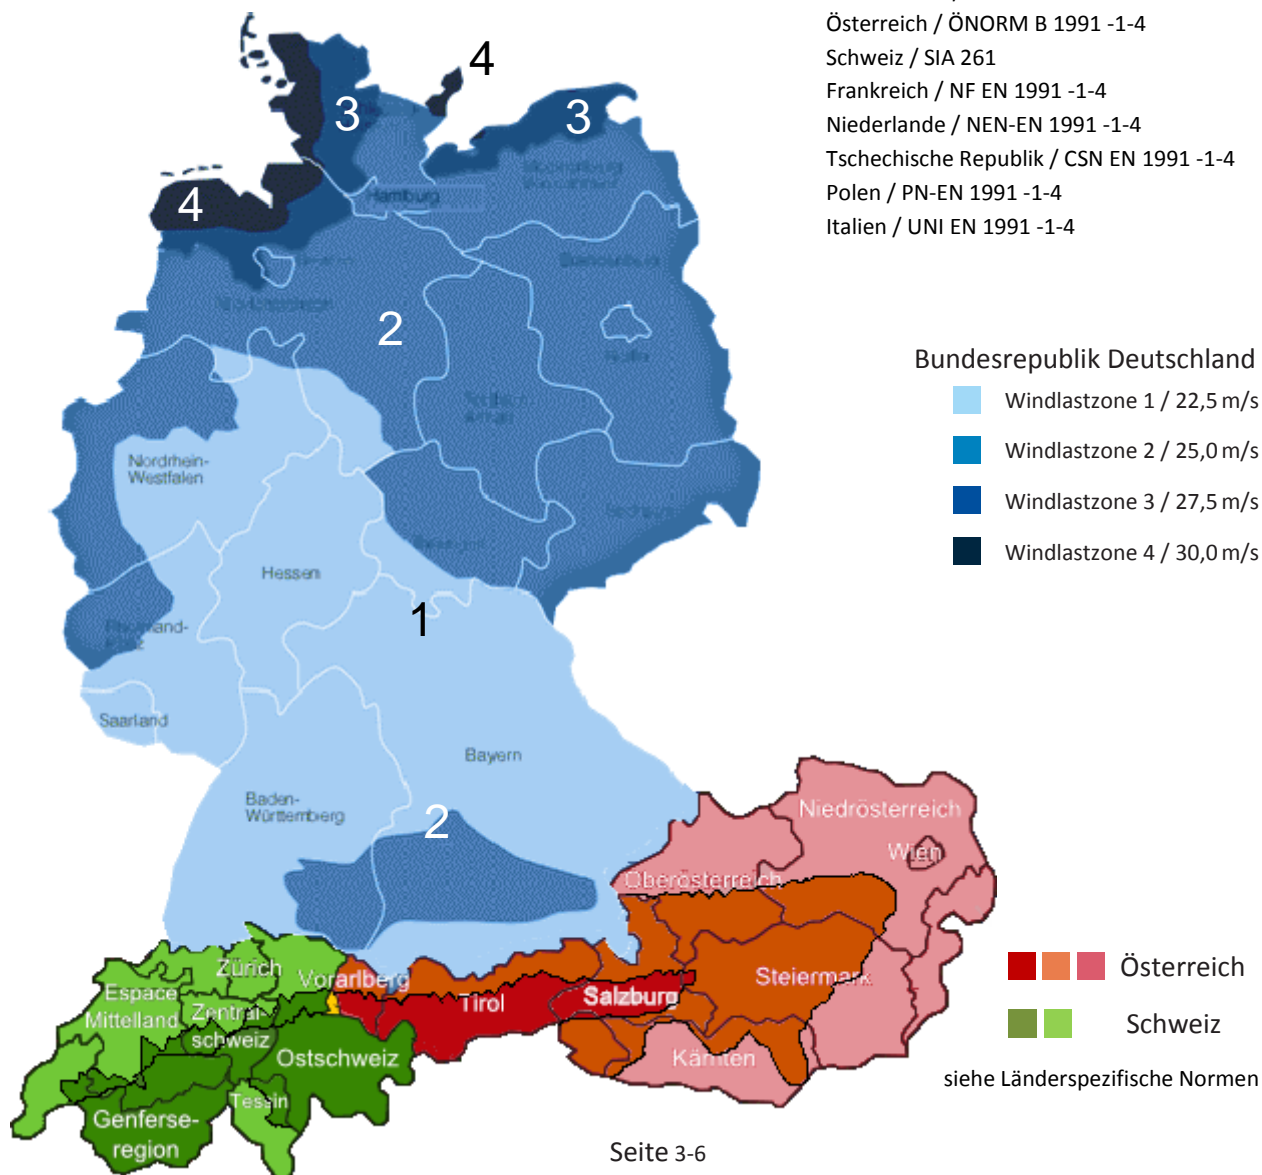 Österreich / ÖNORM B 1991 -1-4
Schweiz / SIA 261
Frankreich / NF EN 1991 -1-4
Niederlande / NEN-EN 1991 -1-4
Tschechische Republik / CSN EN 1991 -1-4
Polen / PN-EN 1991 -1-4
Italien / UNI EN 1991 -1-4
4
3
3
4
Hamburg
2
Bundesrepublik Deutschland
Windlastzone 1 / 22,5 m/s
Windlastzone 2 / 25,0 m/s
Windlastzone 3 / 27,5 m/s
Windlastzone 4 / 30,0 m/s
Nordrhein-
Westfalen
Hessen
1
Rheinland-
Saarland
Bayern
Baden-
Württemberg
2
Niedrösterreich
Wien
Oberösterreich
Zürich
Vorarlberg
Espace
Mittelland
Zentral-
schweiz
Tirol
Salzburg
Steiermark
Österreich
Ostschweiz
Kärnten
Schweiz
Tessin
Genferse-
region
siehe Länderspezifische Normen
Seite 3-6